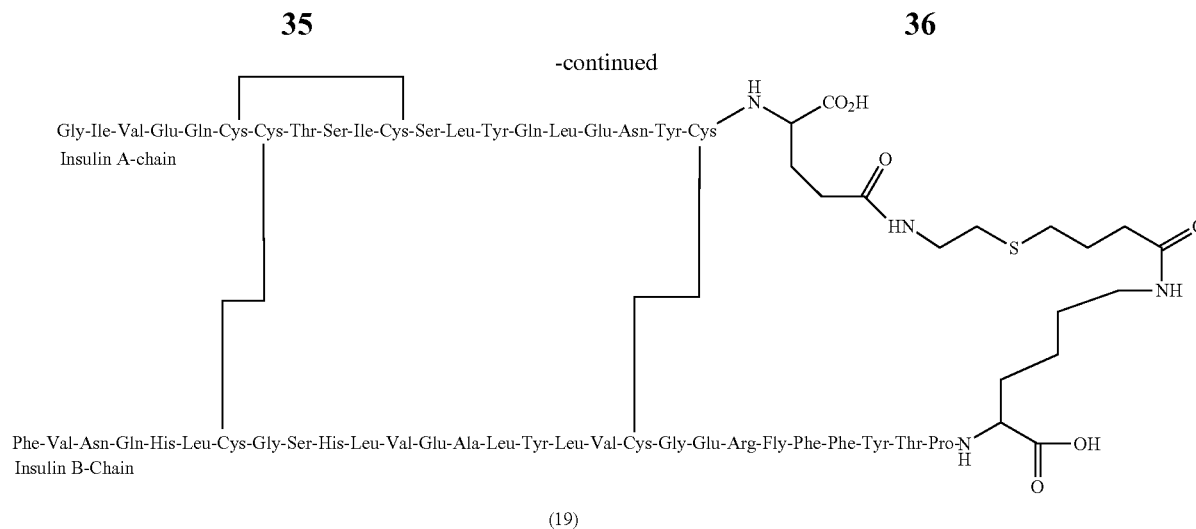 35
36
-continued
H
N
CO2H
Gly-Ile-Val-Glu-Gln-Cys-Cys-Thr-Ser-Ile-Cys-Ser-Leu-Tyr-Gln-Leu-Glu-Asn-Tyr-Cys
Insulin A-chain
O
HN
S
O
NH
Phe-Val-Asn-Gln-His-Leu-Cys-Gly-Ser-His-Leu-Val-Glu-Ala-Leu-Tyr-Leu-Val-Cys-Gly-Glu-Arg-Fly-Phe-Phe-Tyr-Thr-Pro
N
H
OH
Insulin B-Chain
O
(19)